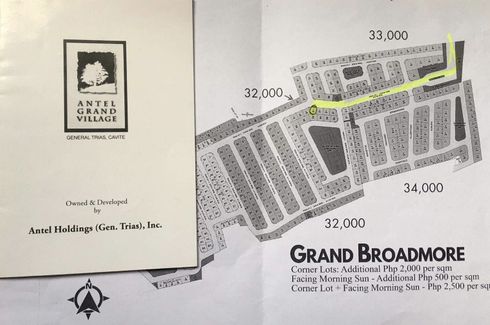 ANTEL
GRAND
VILLAGE
GENERAL TRIAS, CAVITE
Owned & Developed
by
Antel Holdings (Gen. Trias), Inc.
33,000
32,000
34,000
32,000
GRAND BROADMORE
Corner Lots: Additional Php 2,000 per sqm
Facing Morning Sun - Additional Php 500 per sqm
Corner Lot + Facing Morning Sun - Php 2,500 per sqm